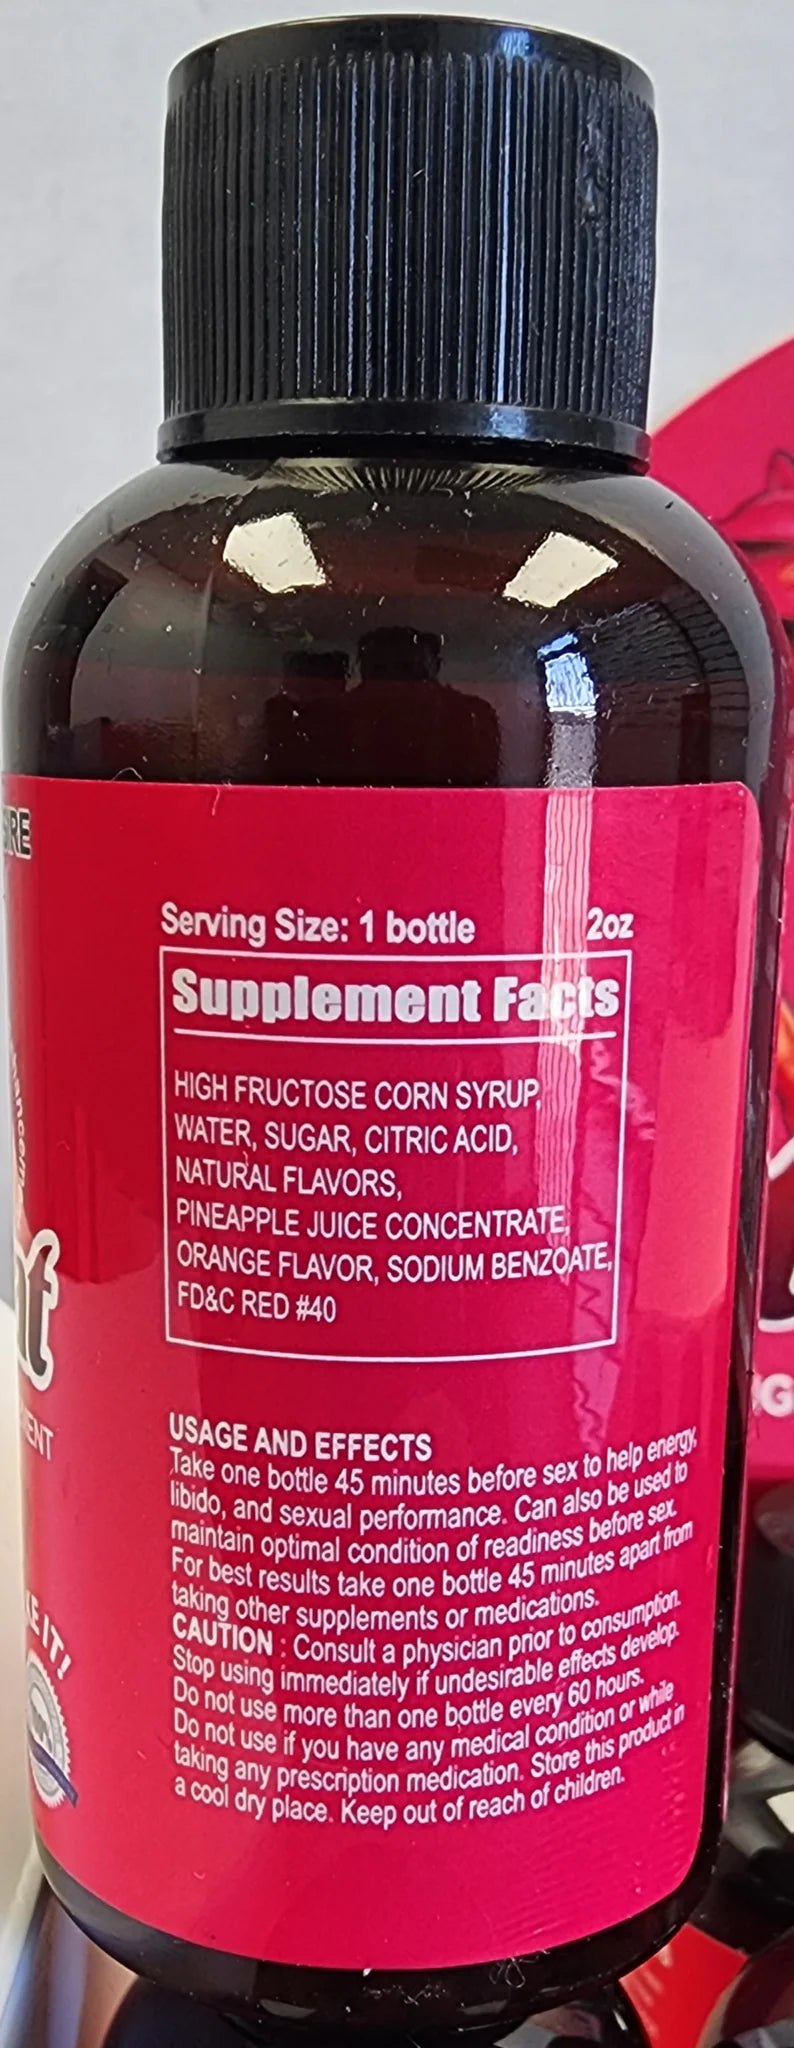 Serving Size: 1 bottle 2oz
Supplement Facts
HIGH FRUCTOSE CORN SYRUP,
WATER, SUGAR, CITRIC ACID,
NATURAL FLAVORS,
PINEAPPLE JUICE CONCENTRATE,
ORANGE FLAVOR, SODIUM BENZOATE,
FD&C RED #40
USAGE AND EFFECTS
Take one bottle 45 minutes before sex to help energy,
libido, and sexual performance. Can also be used to
maintain optimal condition of readiness before sex.
For best results take one bottle 45 minutes apart from
taking other supplements or medications.
CAUTION : Consult a physician prior to consumption.
Stop using immediately if undesirable effects develop.
Do not use more than one bottle every 60 hours.
Do not use if you have any medical condition or while
taking any prescription medication. Store this product in
a cool dry place. Keep out of reach of children.